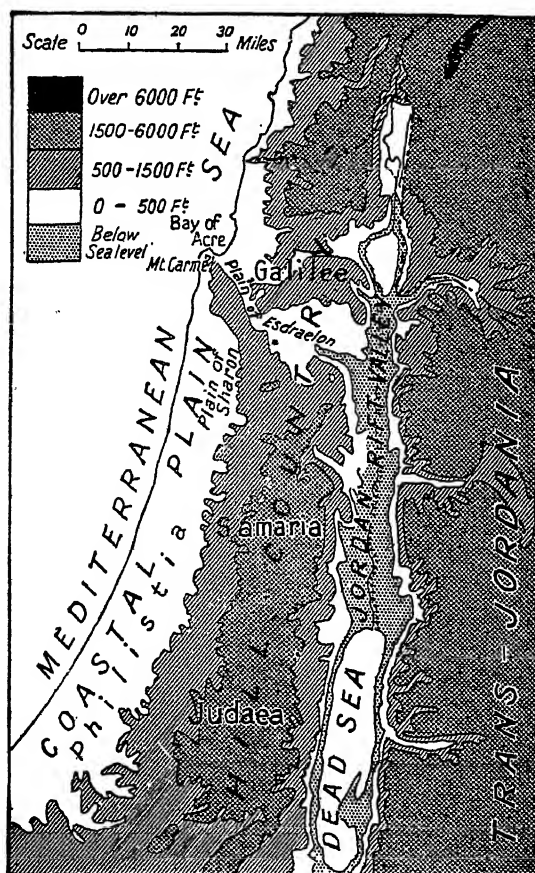 Scale 0 10 20 30 Miles
Over 6000 Ft
1500-6000 Ft
500-1500 Ft
0 - 500 Ft
Below
Sea level
MEDITERRANEAN SEA
Bay of
Acre
Mt. Carmel
Galilee
Plain of Esdraelon
COASTAL PLAIN
Plain of
Sharon
Philistia
HILL COUNTRY
Samaria
Judaea
JORDAN RIFT VALLEY
DEAD SEA
TRANS-JORDANIA